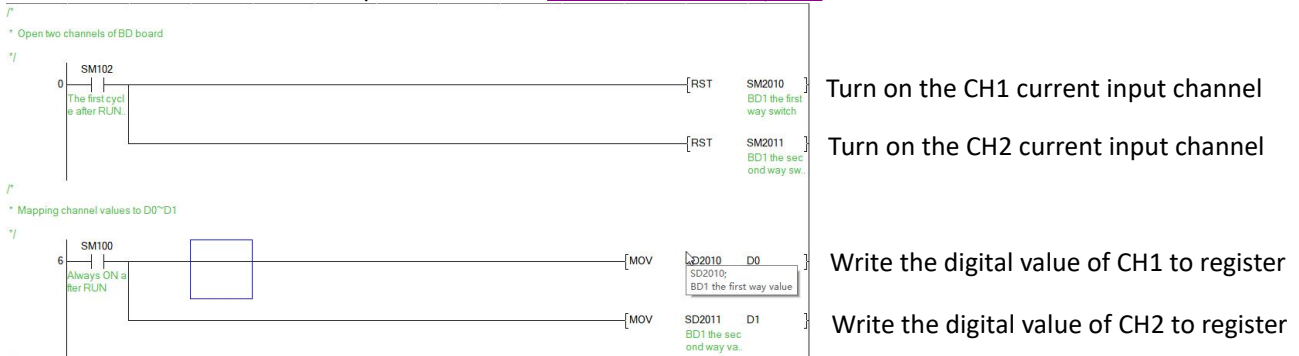 /*
* Open two channels of BD board
*/
SM102
0
The first cycl
e after RUN..
[RST SM2010 ]
BD1 the first
way switch
Turn on the CH1 current input channel
[RST SM2011 ]
BD1 the sec
ond way sw..
Turn on the CH2 current input channel
/*
* Mapping channel values to D0~D1
*/
SM100
6
Always ON a
fter RUN
[MOV SD2010 D0 ]
SD2010;
BD1 the first way value
Write the digital value of CH1 to register
[MOV SD2011 D1 ]
BD1 the sec
ond way va..
Write the digital value of CH2 to register